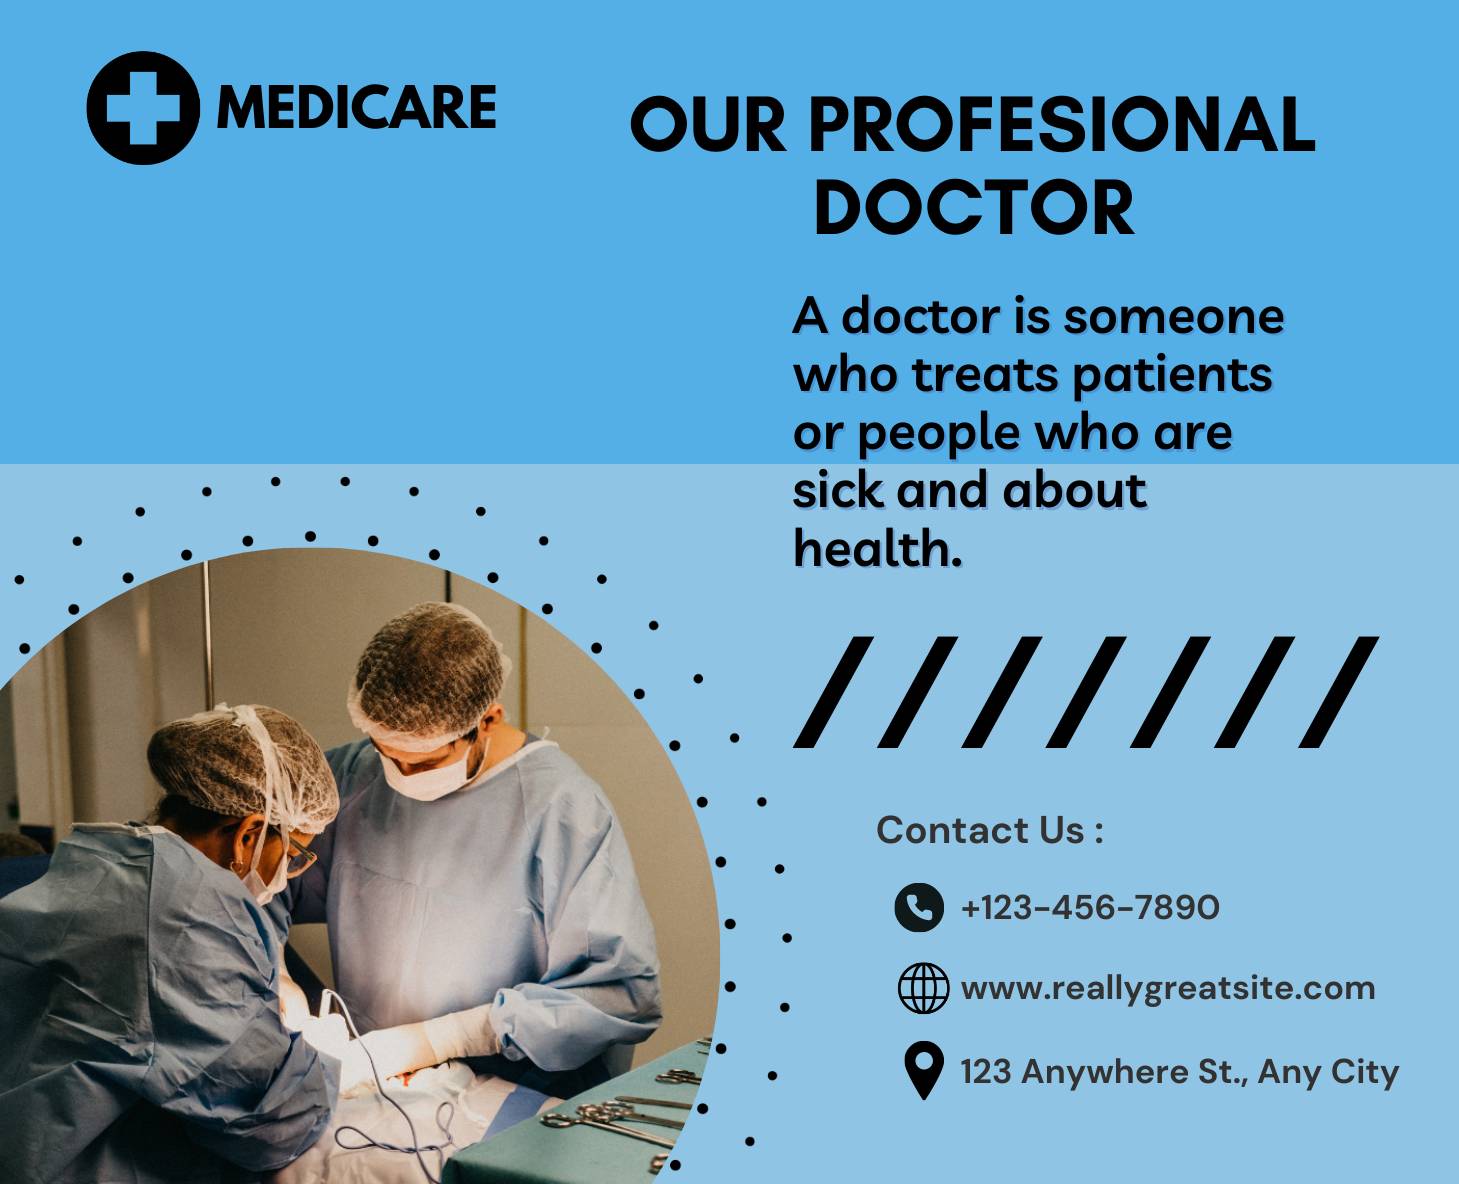 MEDICARE
OUR PROFESIONAL
DOCTOR
A doctor is someone
who treats patients
or people who are
sick and about
health.
Contact Us :
+123-456-7890
www.reallygreatsite.com
123 Anywhere St., Any City